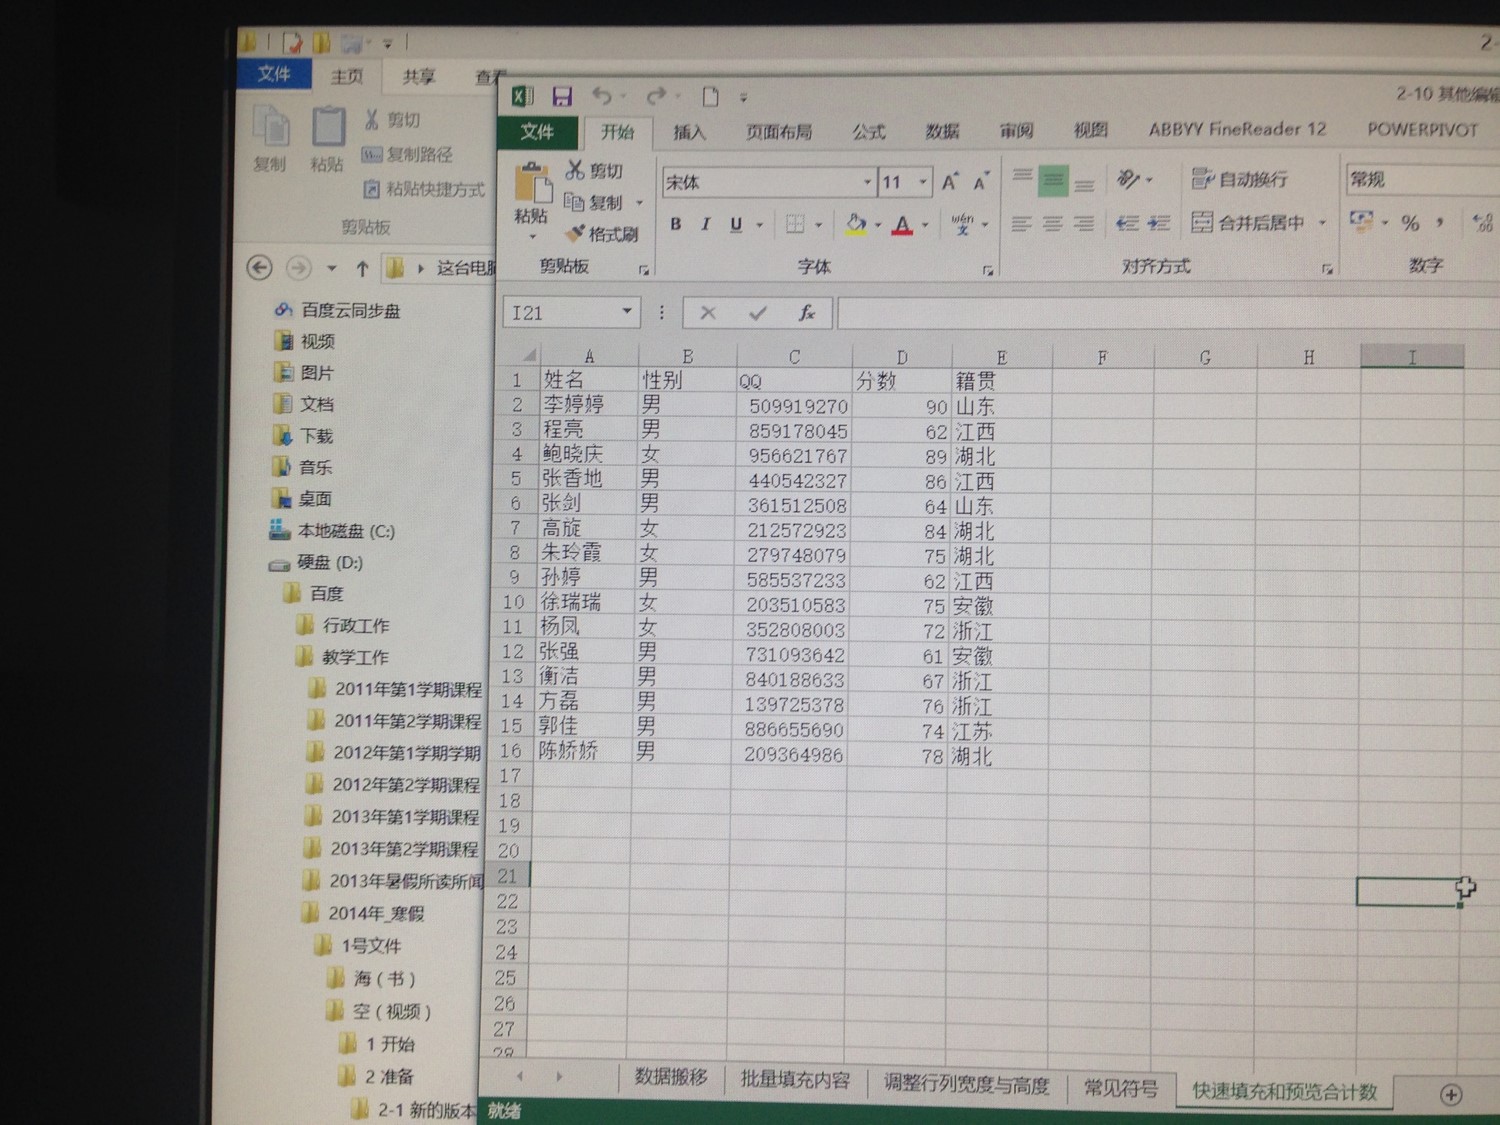 2-
文件 主页 共享 查看
复制 粘贴 剪切
复制路径
粘贴快捷方式
剪贴板
这台电脑
百度云同步盘
视频
图片
文档
下载
音乐
桌面
本地磁盘 (C:)
硬盘 (D:)
百度
行政工作
教学工作
2011年第1学期课程
2011年第2学期课程
2012年第1学期学期
2012年第2学期课程
2013年第1学期课程
2013年第2学期课程
2013年暑假所读所闻
2014年_寒假
1号文件
海 ( 书 )
空 ( 视频 )
1 开始
2 准备
2-1 新的版本
2-10 其他编辑
文件 开始 插入 页面布局 公式 数据 审阅 视图 ABBYY FineReader 12 POWERPIVOT
粘贴 剪切
复制
格式刷
剪贴板
宋体 11 A A
B I U A wén 文
字体
自动换行
合并后居中
对齐方式
常规
% , .00
数字
I21 fx
A B C D E F G H I
1 姓名 性别 QQ 分数 籍贯
2 李婷婷 男 509919270 90 山东
3 程亮 男 859178045 62 江西
4 鲍晓庆 女 956621767 89 湖北
5 张香地 男 440542327 86 江西
6 张剑 男 361512508 64 山东
7 高旋 女 212572923 84 湖北
8 朱玲霞 女 279748079 75 湖北
9 孙婷 男 585537233 62 江西
10 徐瑞瑞 女 203510583 75 安徽
11 杨凤 女 352808003 72 浙江
12 张强 男 731093642 61 安徽
13 衡洁 男 840188633 67 浙江
14 方磊 男 139725378 76 浙江
15 郭佳 男 886655690 74 江苏
16 陈娇娇 男 209364986 78 湖北
17
18
19
20
21
22
23
24
25
26
27
28
数据搬移 批量填充内容 调整行列宽度与高度 常见符号 快速填充和预览合计数
就绪